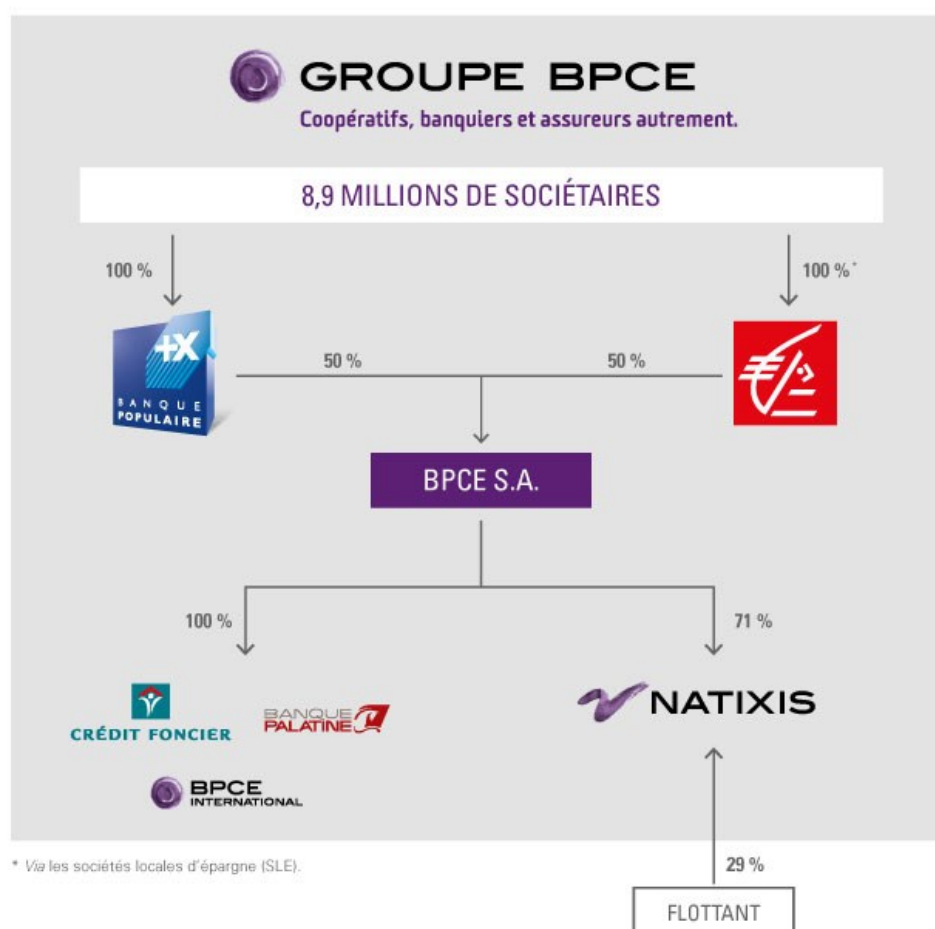 GROUPE BPCE
Coopératifs, banquiers et assureurs autrement.
8,9 MILLIONS DE SOCIÉTAIRES
100 %
100 %*
+X
BANQUE
POPULAIRE
50 %
50 %
BPCE S.A.
100 %
71 %
CRÉDIT FONCIER
BANQUE
PALATINE
NATIXIS
BPCE
INTERNATIONAL
* Via les sociétés locales d'épargne (SLE).
29 %
FLOTTANT